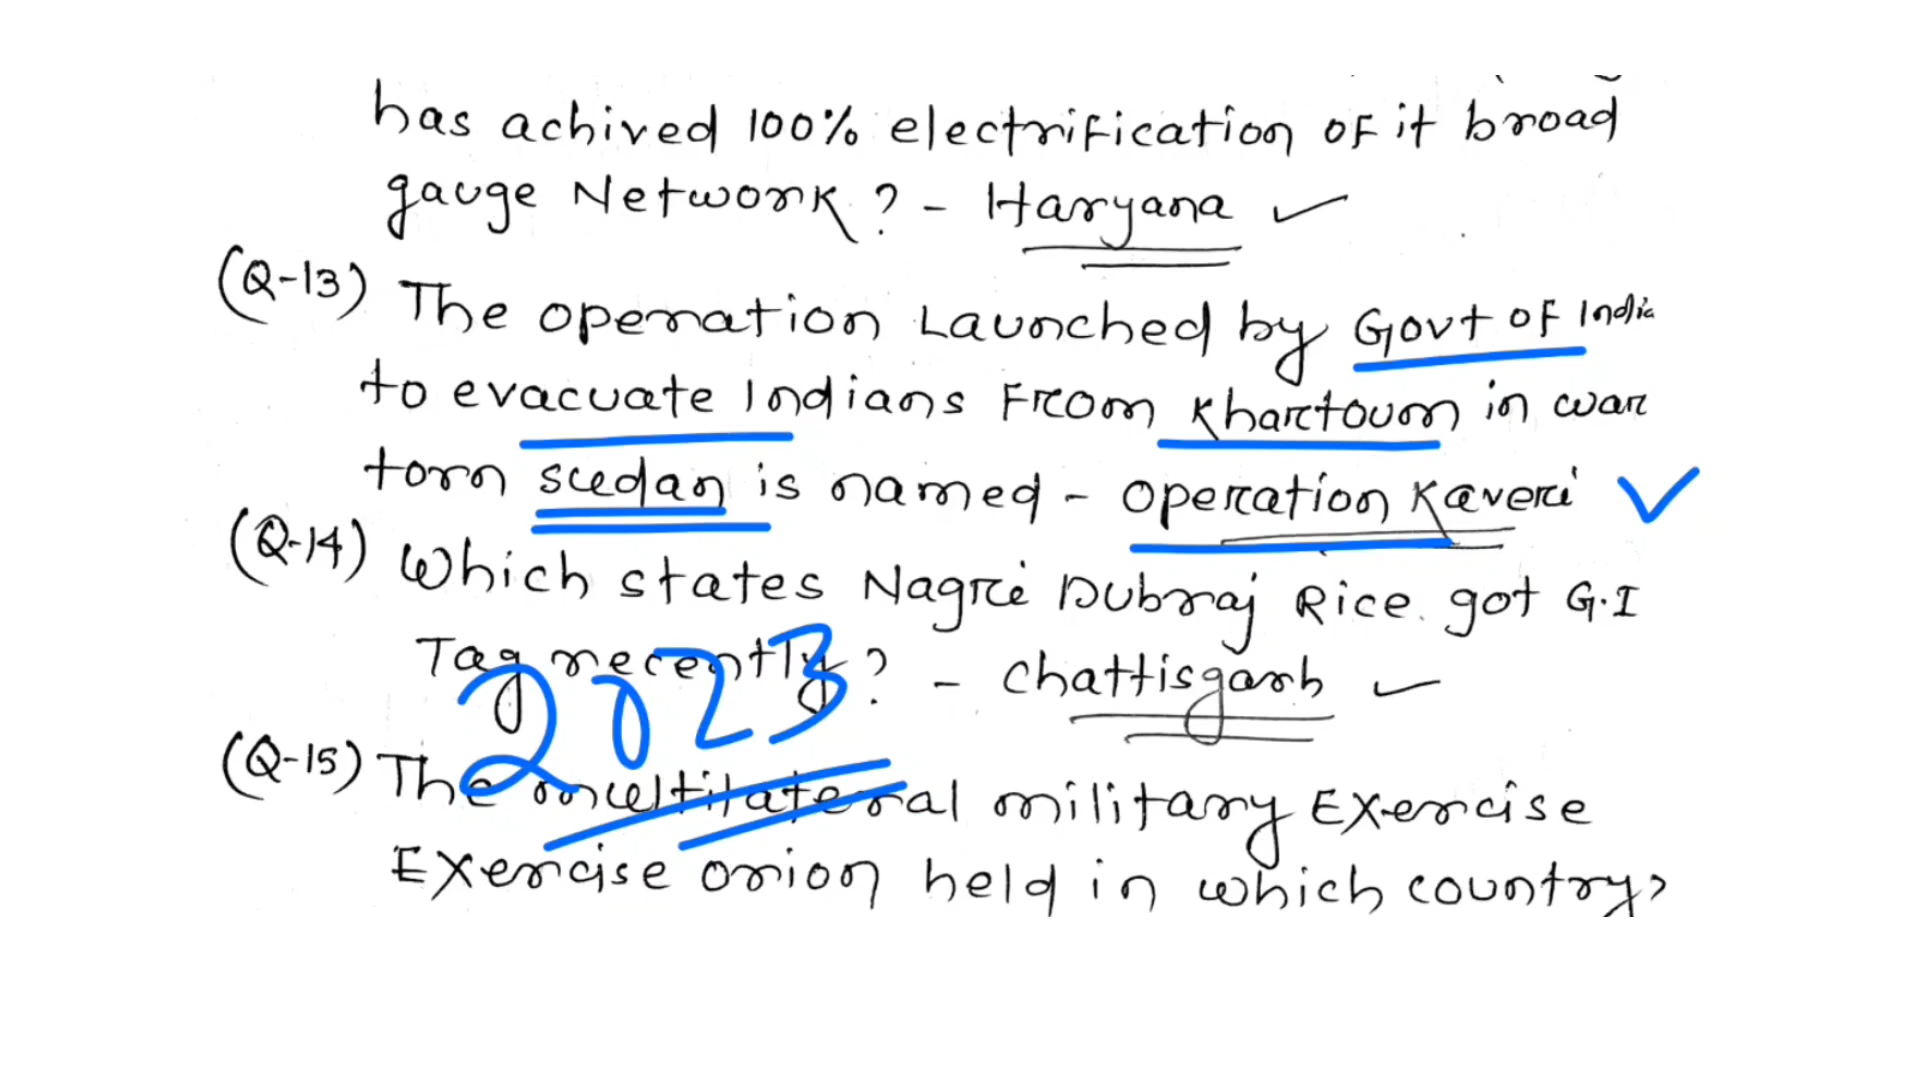 has achived 100% electrification of it broad
gauge Network? - Haryana
(Q-13) The operation Launched by Govt of India
to evacuate Indians From Khartoum in war
torn sudan is named - operation Kaveri
(Q-14) Which states Nagri Dubraj Rice. got G.I
Tag recently? - Chattisgarh
2023
(Q-15) The multilateral military Exercise
Exercise orion held in which country?